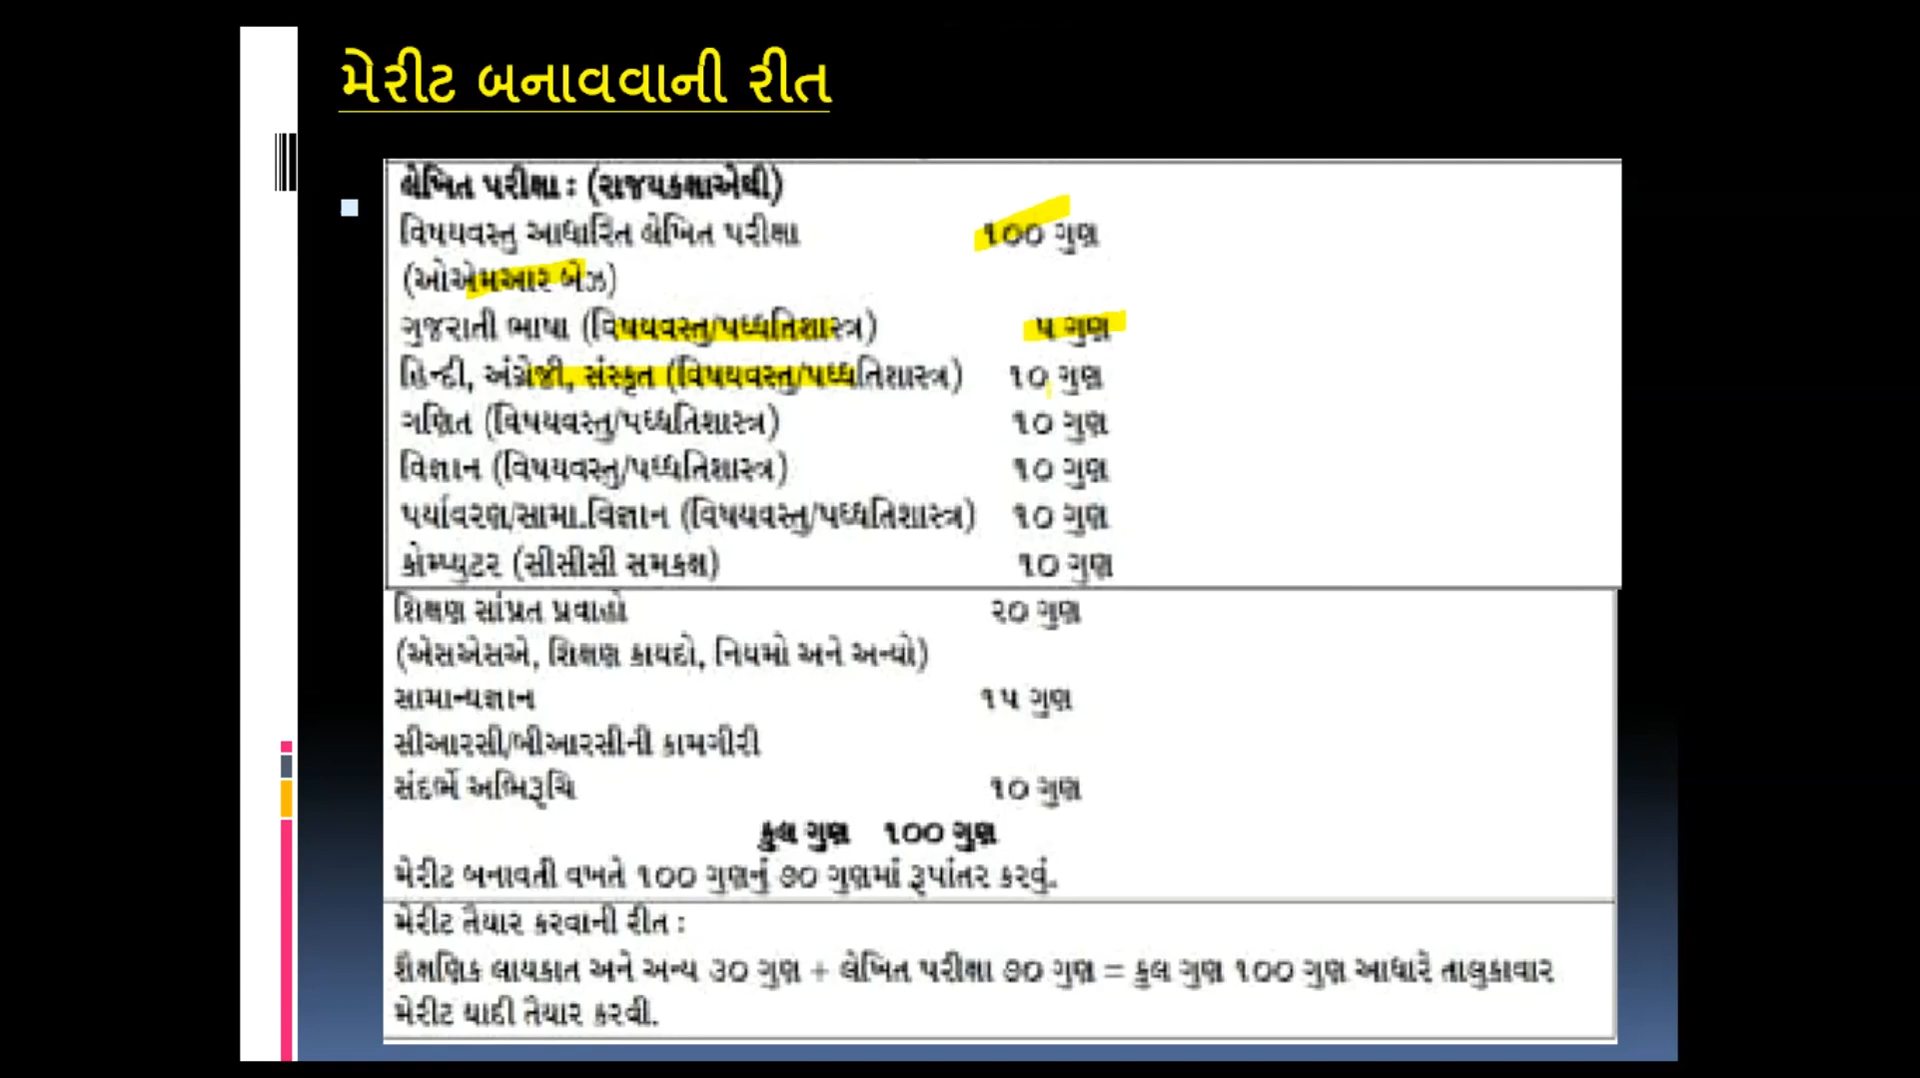 મેરીટ બનાવવાની રીત
લેખિત પરીક્ષા : (રાજ્યકક્ષાએથી)
વિષયવસ્તુ આધારિત લેખિત પરીક્ષા ૧૦૦ ગુણ
(ઓએમઆર બેઝ)
ગુજરાતી ભાષા (વિષયવસ્તુ/પધ્ધતિશાસ્ત્ર) ૫ ગુણ
હિન્દી, અંગ્રેજી, સંસ્કૃત (વિષયવસ્તુ/પધ્ધતિશાસ્ત્ર) ૧૦ ગુણ
ગણિત (વિષયવસ્તુ/પધ્ધતિશાસ્ત્ર) ૧૦ ગુણ
વિજ્ઞાન (વિષયવસ્તુ/પધ્ધતિશાસ્ત્ર) ૧૦ ગુણ
પર્યાવરણ/સામા.વિજ્ઞાન (વિષયવસ્તુ/પધ્ધતિશાસ્ત્ર) ૧૦ ગુણ
કોમ્પ્યુટર (સીસીસી સમકક્ષ) ૧૦ ગુણ
શિક્ષણ સાંપ્રત પ્રવાહો ૨૦ ગુણ
(એસએસએ, શિક્ષણ કાયદો, નિયમો અને અન્યો)
સામાન્યજ્ઞાન ૧૫ ગુણ
સીઆરસી/બીઆરસીની કામગીરી
સંદર્ભે અભિરૂચિ ૧૦ ગુણ
કુલ ગુણ ૧૦૦ ગુણ
મેરીટ બનાવતી વખતે ૧૦૦ ગુણનું ૭૦ ગુણમાં રૂપાંતર કરવું.
મેરીટ તૈયાર કરવાની રીત :
શૈક્ષણિક લાયકાત અને અન્ય ૩૦ ગુણ + લેખિત પરીક્ષા ૭૦ ગુણ = કુલ ગુણ ૧૦૦ ગુણ આધારે તાલુકાવાર
મેરીટ યાદી તૈયાર કરવી.